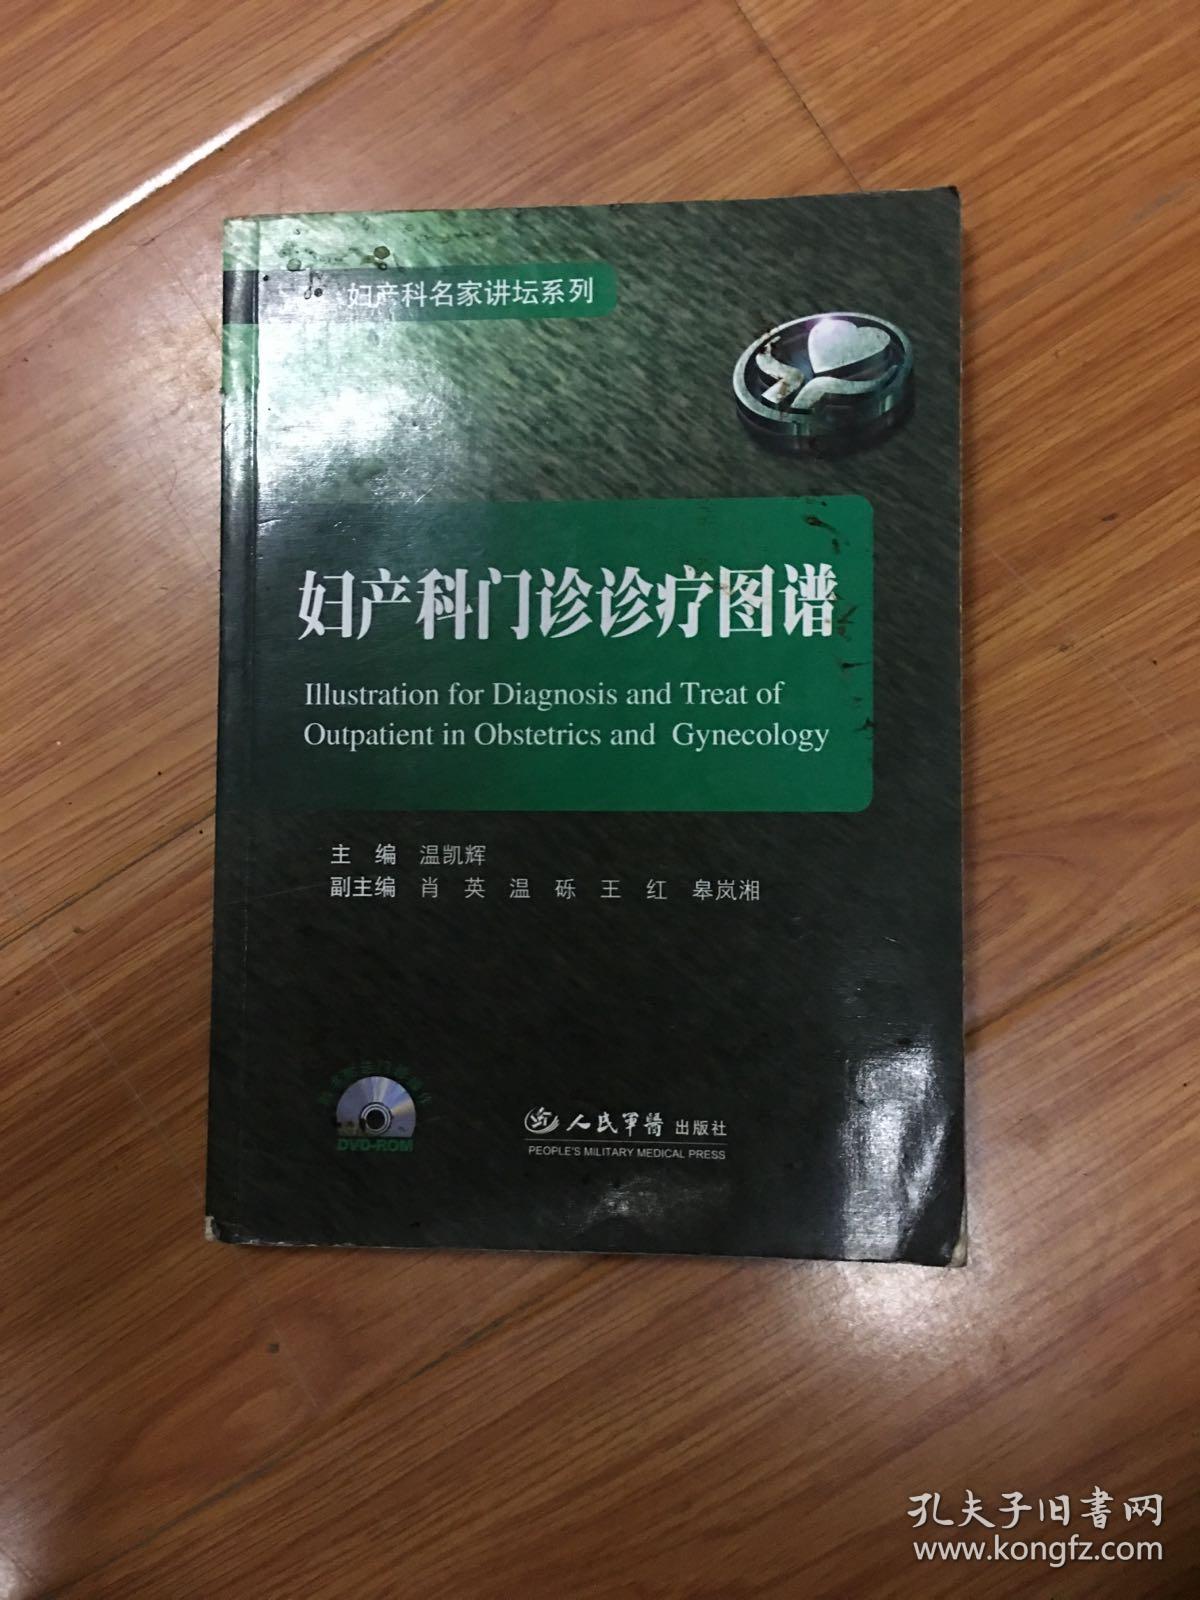 妇产科名家讲坛系列
妇产科门诊诊疗图谱
Illustration for Diagnosis and Treat of
Outpatient in Obstetrics and Gynecology
主 编 温凯辉
副主编 肖 英 温 砾 王 红 皋岚湘
DVD-ROM
人民軍醫 出版社
PEOPLE'S MILITARY MEDICAL PRESS
孔夫子旧书网
www.kongfz.com